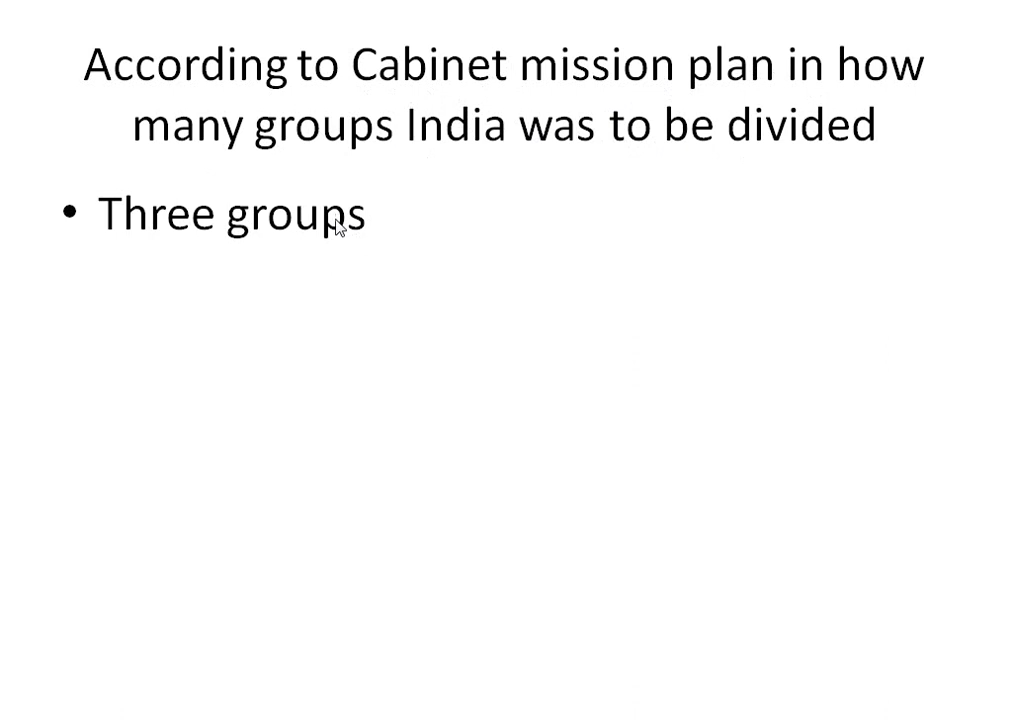 According to Cabinet mission plan in how
many groups India was to be divided
• Three groups